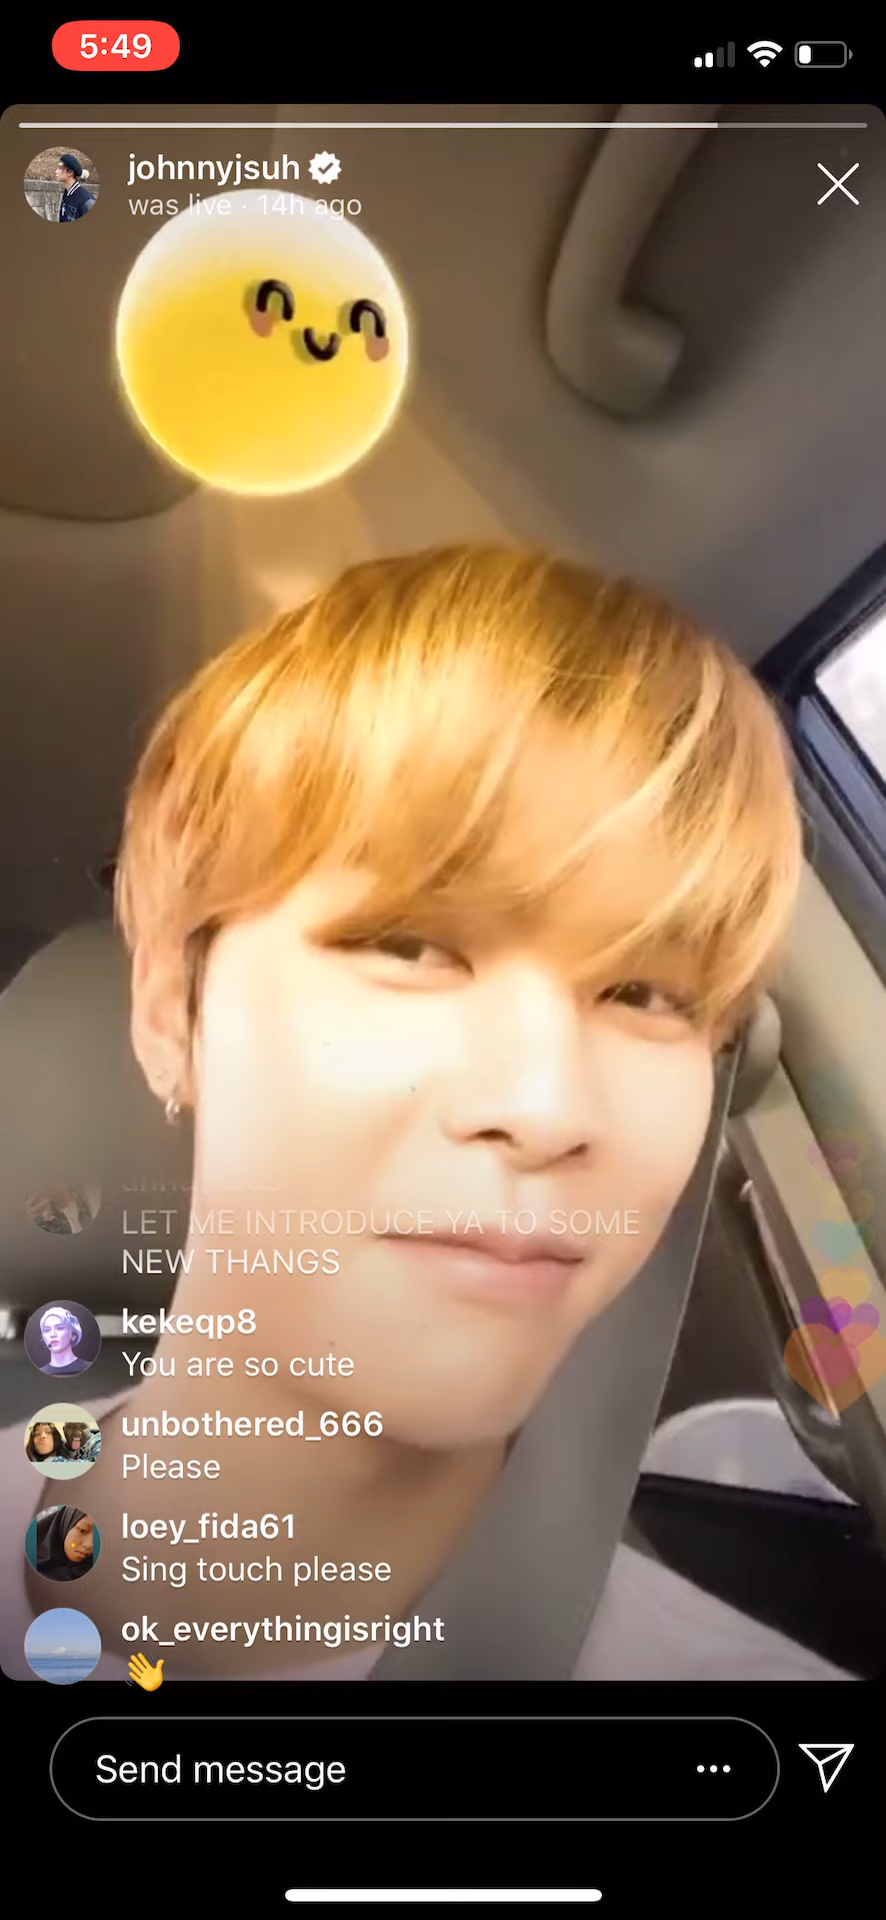 5:49
johnnyjsuh
was live · 14h ago
LET ME INTRODUCE YA TO SOME
NEW THANGS
kekeqp8
You are so cute
unbothered_666
Please
loey_fida61
Sing touch please
ok_everythingisright
👋
Send message